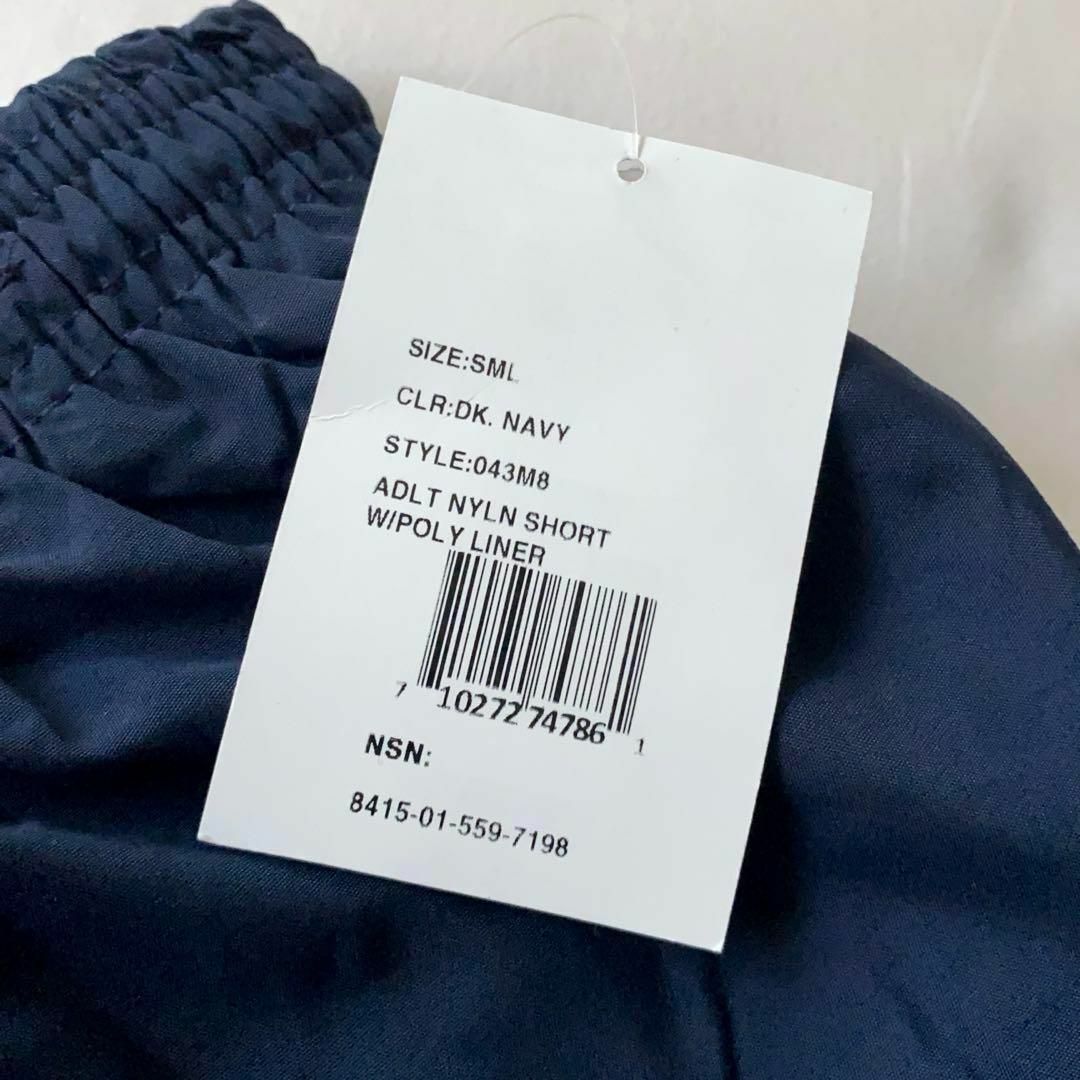 SIZE:SML
CLR:DK. NAVY
STYLE:043M8
ADLT NYLN SHORT
W/POLY LINER
7 10272 74786 1
NSN:
8415-01-559-7198